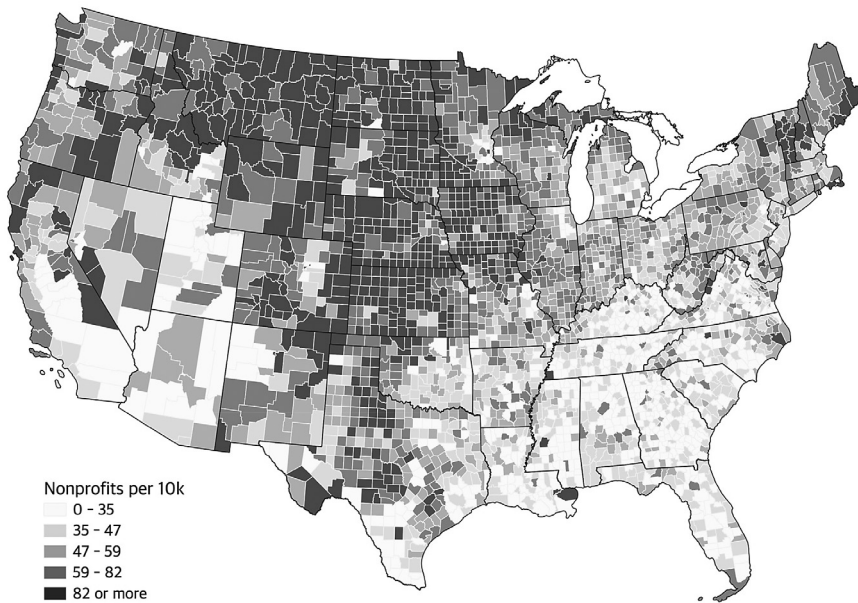 Nonprofits per 10k
0 - 35
35 - 47
47 - 59
59 - 82
82 or more